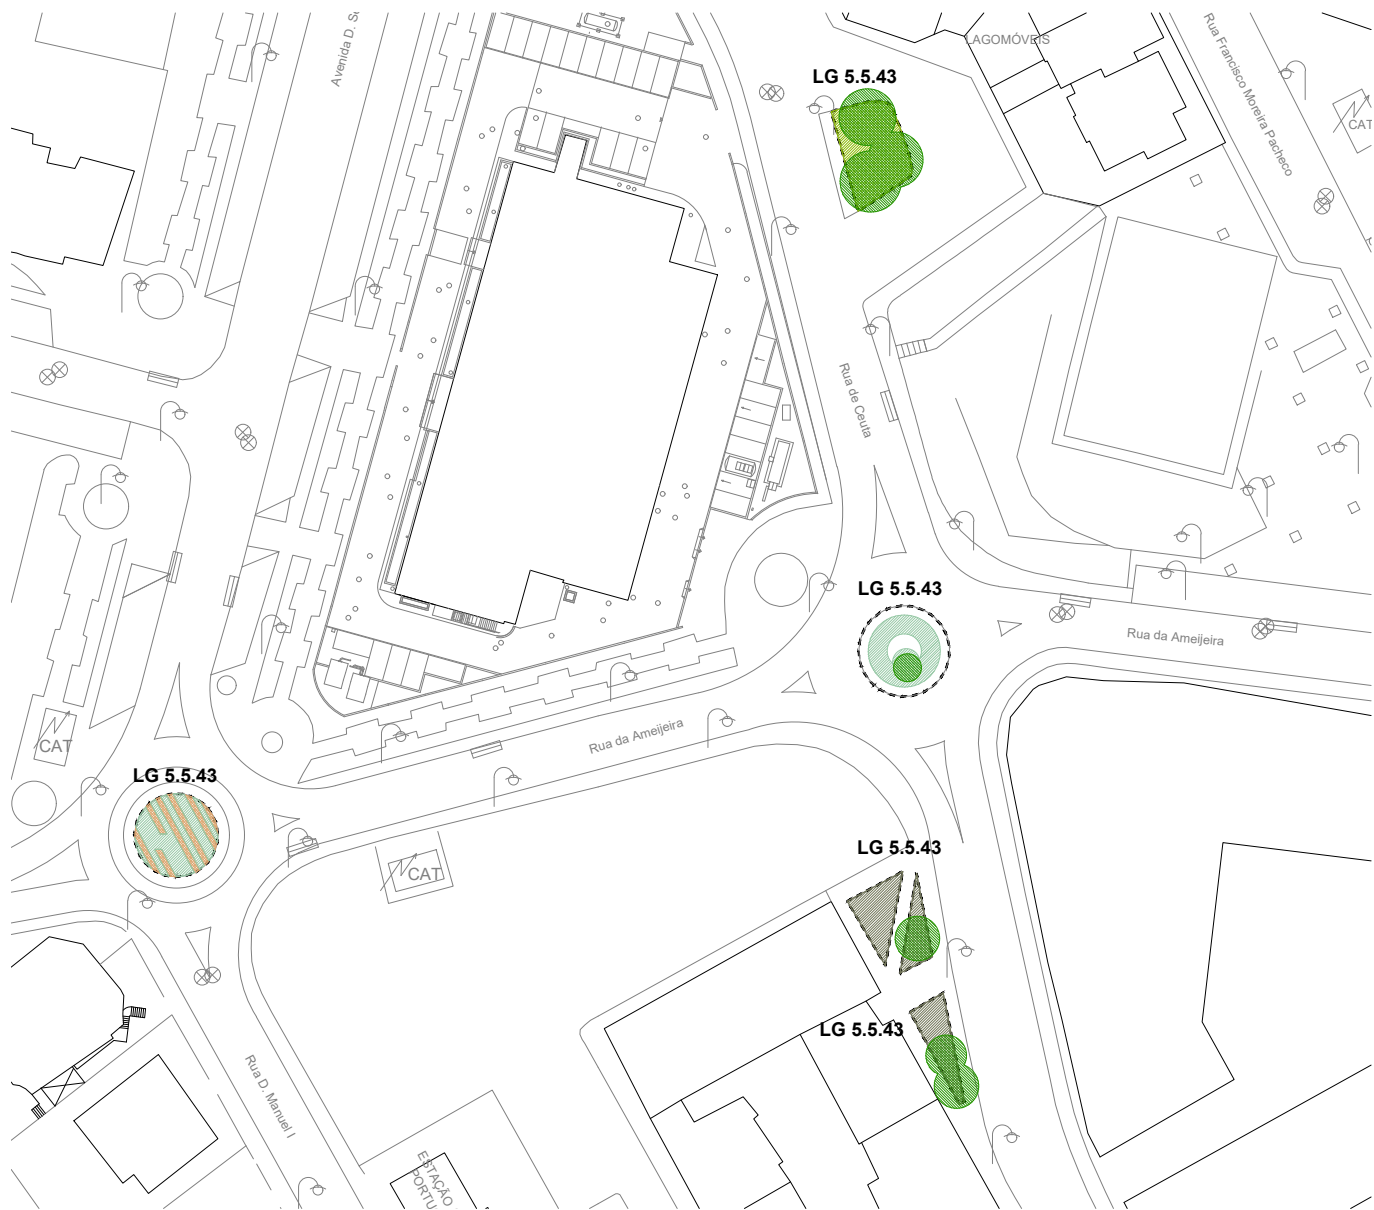 Avenida D.
LAGOMÓVEIS
Rua Francisco Moreira Pacheco
LG 5.5.43
CAT
Rua de Ceuta
LG 5.5.43
Rua da Ameijeira
Rua da Ameijeira
CAT
LG 5.5.43
LG 5.5.43
CAT
LG 5.5.43
Rua D. Manuel I
ESTAÇÃO